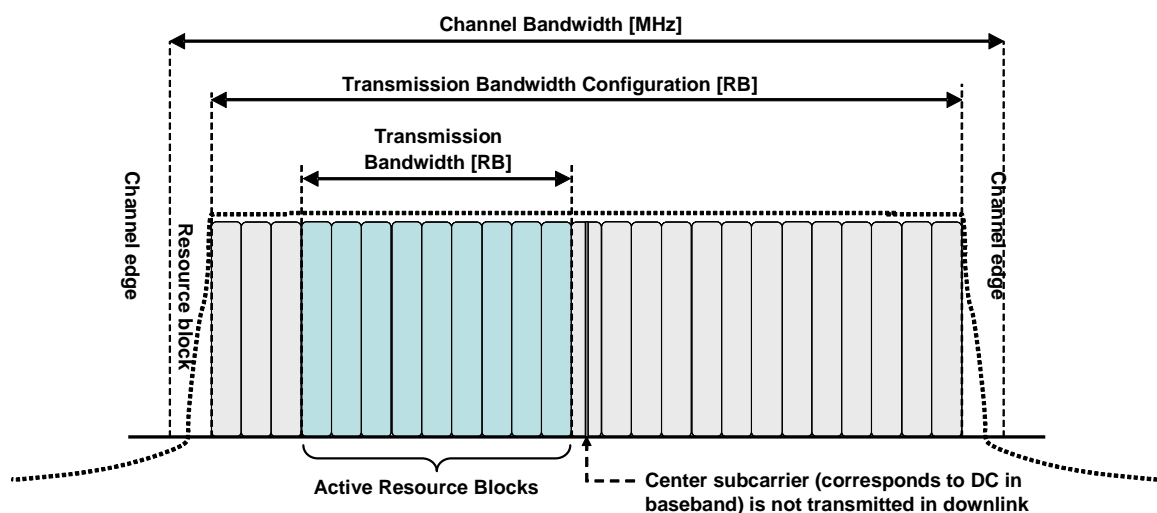 Channel Bandwidth [MHz]
Transmission Bandwidth Configuration [RB]
Transmission
Bandwidth [RB]
Channel edge
Resource block
Channel edge
Active Resource Blocks
Center subcarrier (corresponds to DC in
baseband) is not transmitted in downlink